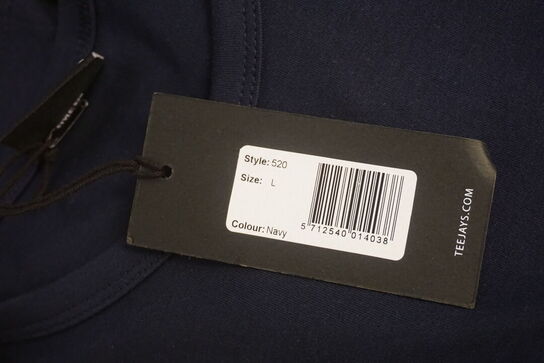 Style: 520
Size: L
Colour: Navy
5 712540 014038
TEEJAYS.COM